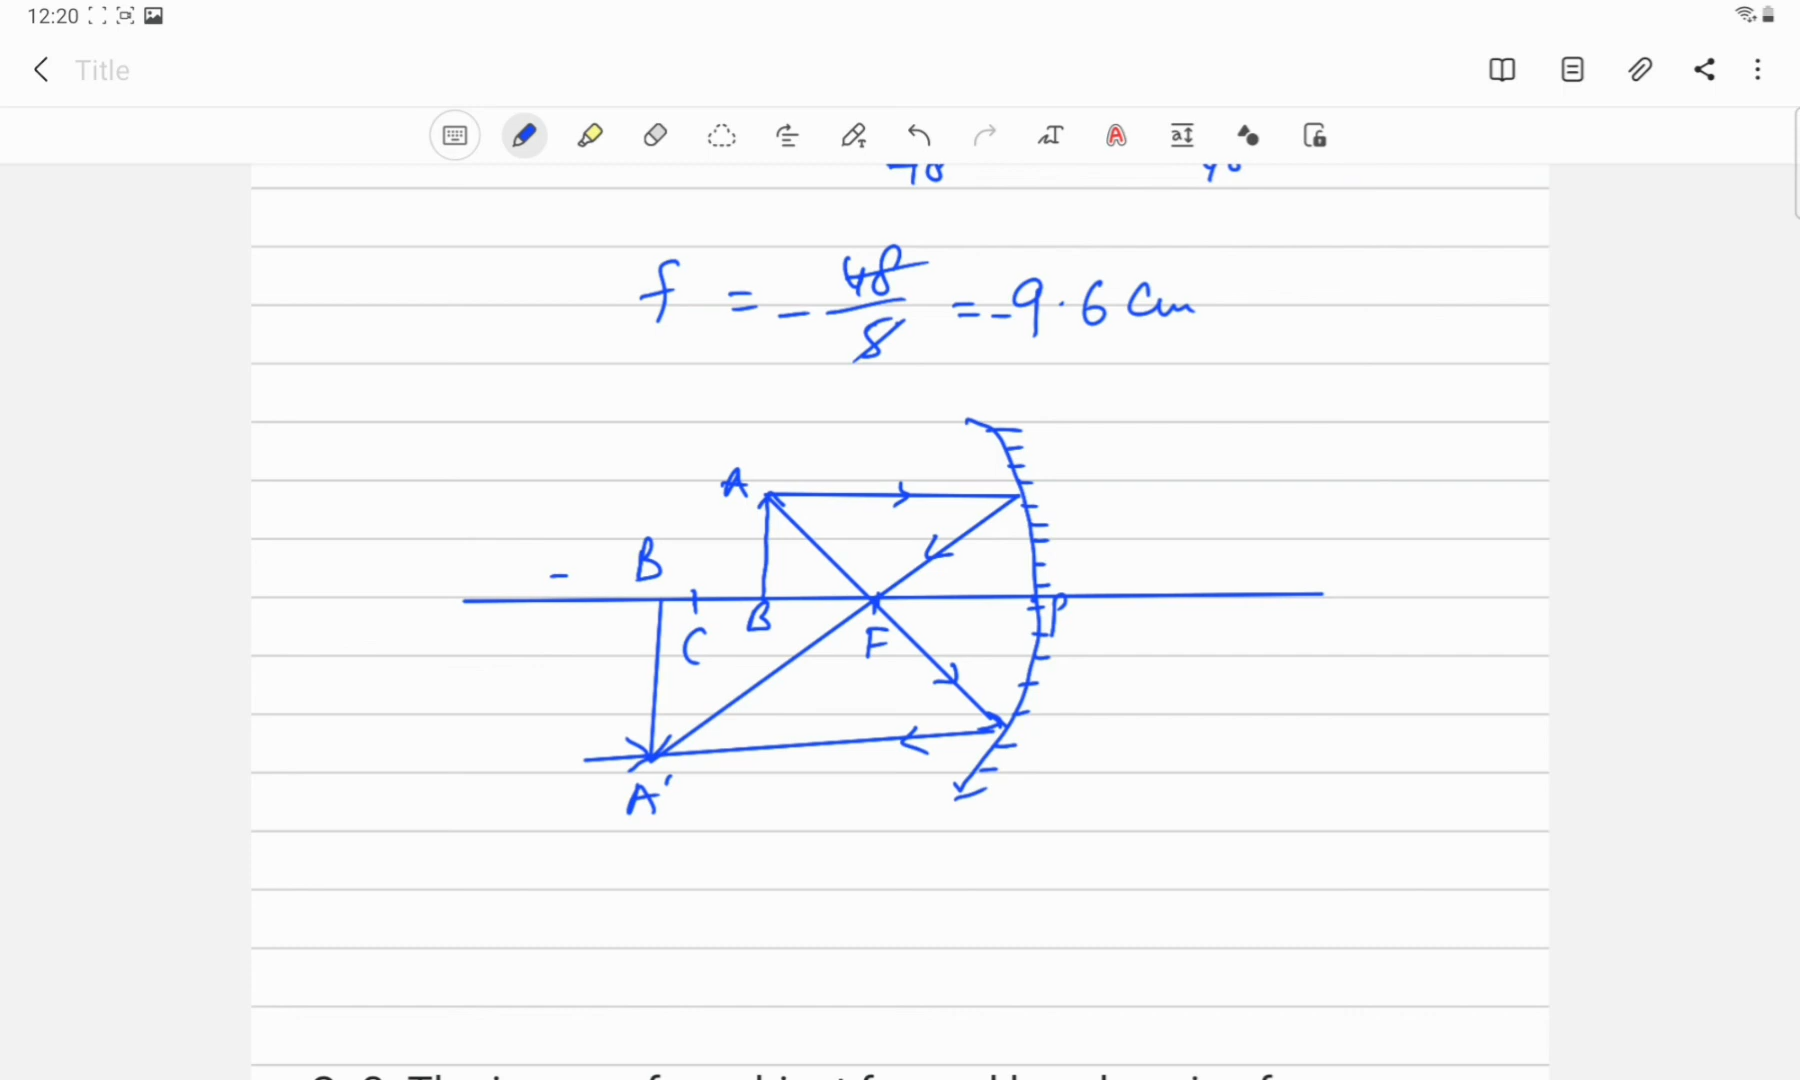 12:20
Title
f = - 48/5 = -9.6 cm
A
- B
B
P
C
F
A'